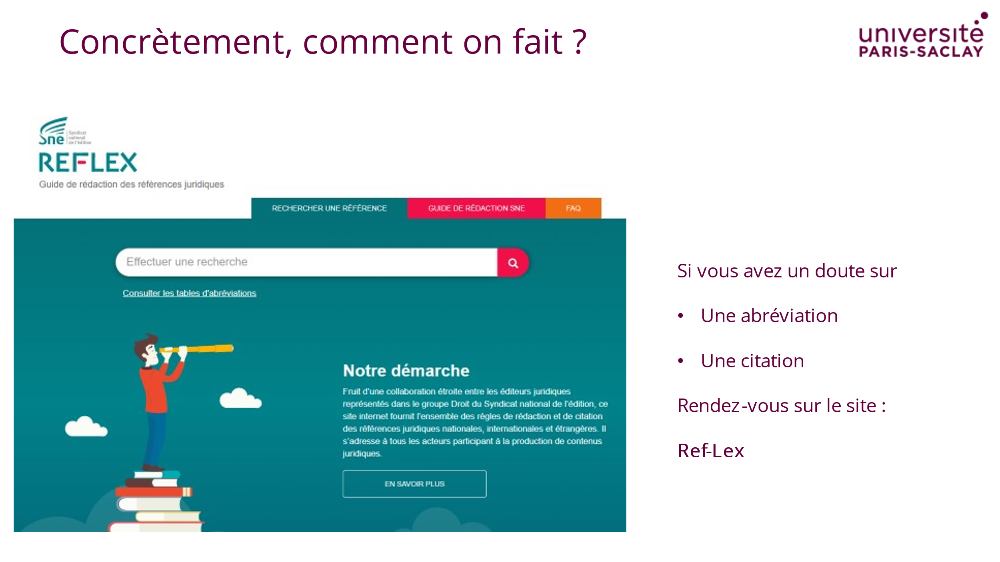 Concrètement, comment on fait ?
universite
PARIS-SACLAY
Sne
Syndicat
national
de l'édition
REFLEX
Guide de rédaction des références juridiques
RECHERCHER UNE RÉFÉRENCE
GUIDE DE RÉDACTION SNE
FAQ
Effectuer une recherche
Consulter les tables d'abréviations
Notre démarche
Fruit d'une collaboration étroite entre les éditeurs juridiques
représentés dans le groupe Droit du Syndicat national de l'édition, ce
site internet fournit l'ensemble des règles de rédaction et de citation
des références juridiques nationales, internationales et étrangères. Il
s'adresse à tous les acteurs participant à la production de contenus
juridiques.
EN SAVOIR PLUS
Si vous avez un doute sur
• Une abréviation
• Une citation
Rendez-vous sur le site :
Ref-Lex